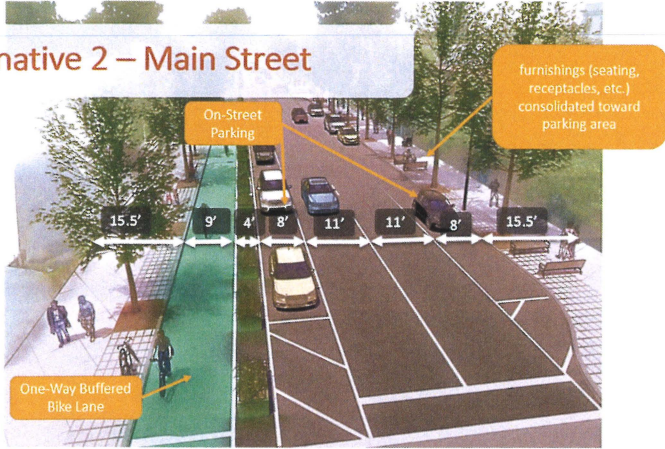 native 2 – Main Street
furnishings (seating,
receptacles, etc.)
consolidated toward
parking area
On-Street
Parking
15.5’ 9’ 4’ 8’ 11’ 11’ 8’ 15.5’
One-Way Buffered
Bike Lane